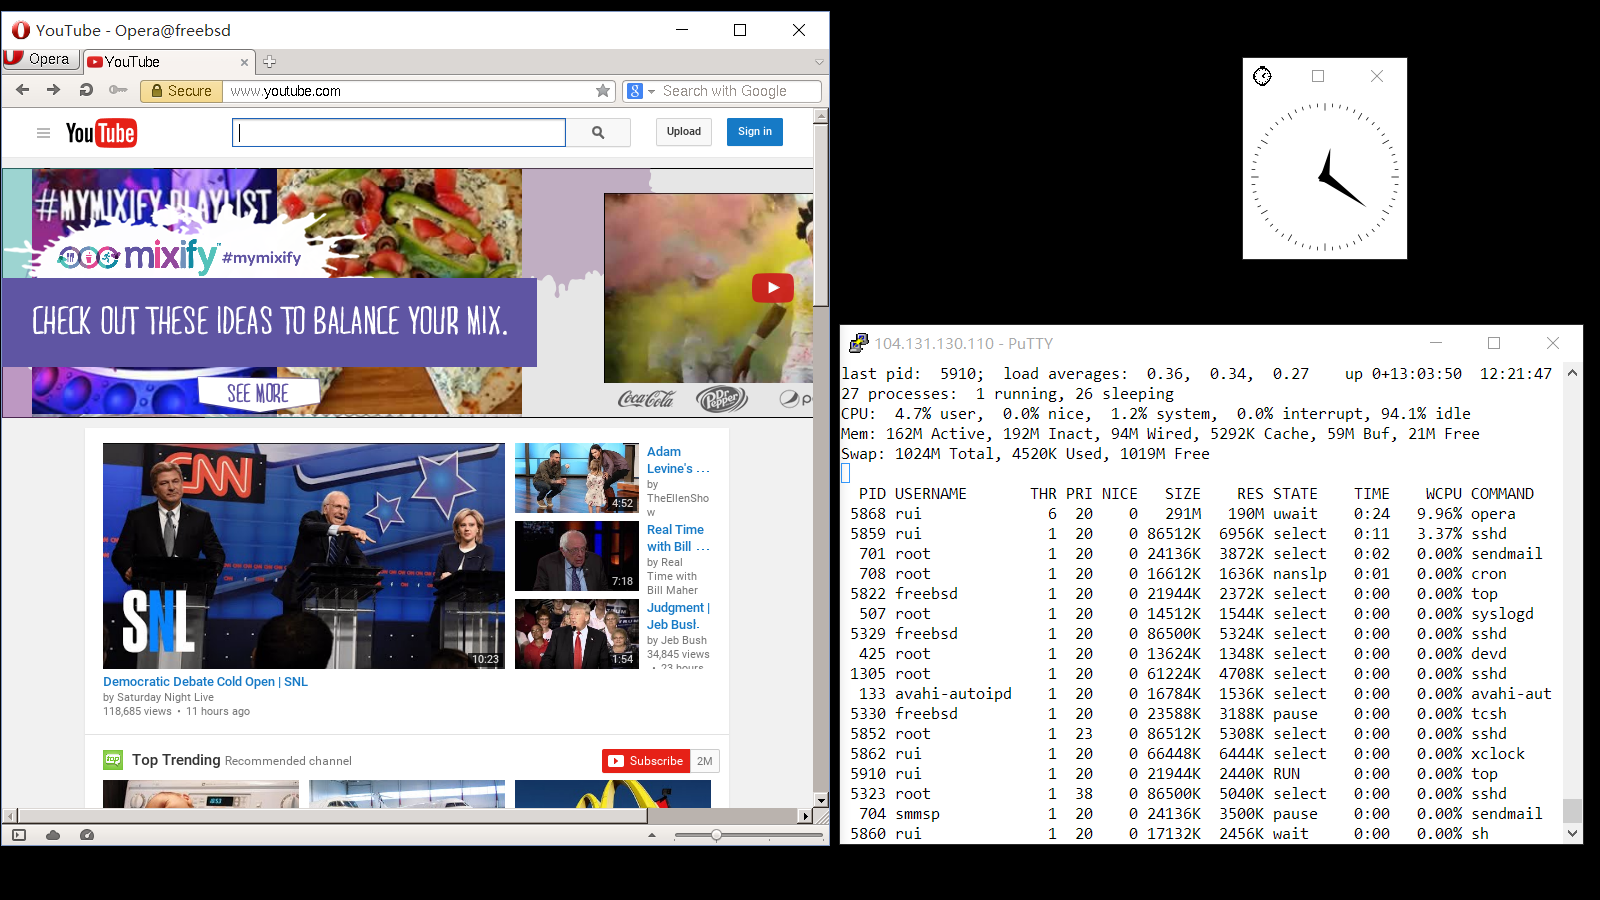 YouTube - Opera@freebsd
Opera
YouTube
Secure
www.youtube.com
Search with Google
YouTube
Upload
Sign in
#MYMIXIFY PLAYLIST
mixify #mymixify
CHECK OUT THESE IDEAS TO BALANCE YOUR MIX.
SEE MORE
Coca-Cola
Dr Pepper
CNN
SNL
10:23
Democratic Debate Cold Open | SNL
by Saturday Night Live
118,685 views • 11 hours ago
4:52
Adam
Levine's ...
by
TheEllenSho
w
7:18
Real Time
with Bill ...
by Real
Time with
Bill Maher
1:54
Judgment |
Jeb Bush.
by Jeb Bush
34,845 views
• 23 hours
Top Trending Recommended channel
Subscribe 2M
104.131.130.110 - PuTTY
last pid:  5910;  load averages:  0.36,  0.34,  0.27    up 0+13:03:50  12:21:47
27 processes:  1 running, 26 sleeping
CPU:  4.7% user,  0.0% nice,  1.2% system,  0.0% interrupt, 94.1% idle
Mem: 162M Active, 192M Inact, 94M Wired, 5292K Cache, 59M Buf, 21M Free
Swap: 1024M Total, 4520K Used, 1019M Free
PID USERNAME THR PRI NICE SIZE RES STATE TIME WCPU COMMAND
5868 rui 6 20 0 291M 190M uwait 0:24 9.96% opera
5859 rui 1 20 0 86512K 6956K select 0:11 3.37% sshd
701 root 1 20 0 24136K 3872K select 0:02 0.00% sendmail
708 root 1 20 0 16612K 1636K nanslp 0:01 0.00% cron
5822 freebsd 1 20 0 21944K 2372K select 0:00 0.00% top
507 root 1 20 0 14512K 1544K select 0:00 0.00% syslogd
5329 freebsd 1 20 0 86500K 5324K select 0:00 0.00% sshd
425 root 1 20 0 13624K 1348K select 0:00 0.00% devd
1305 root 1 20 0 61224K 4708K select 0:00 0.00% sshd
133 avahi-autoipd 1 20 0 16784K 1536K select 0:00 0.00% avahi-aut
5330 freebsd 1 20 0 23588K 3188K pause 0:00 0.00% tcsh
5852 root 1 23 0 86512K 5308K select 0:00 0.00% sshd
5862 rui 1 20 0 66448K 6444K select 0:00 0.00% xclock
5910 rui 1 20 0 21944K 2440K RUN 0:00 0.00% top
5323 root 1 38 0 86500K 5040K select 0:00 0.00% sshd
704 smmsp 1 20 0 24136K 3500K pause 0:00 0.00% sendmail
5860 rui 1 20 0 17132K 2456K wait 0:00 0.00% sh